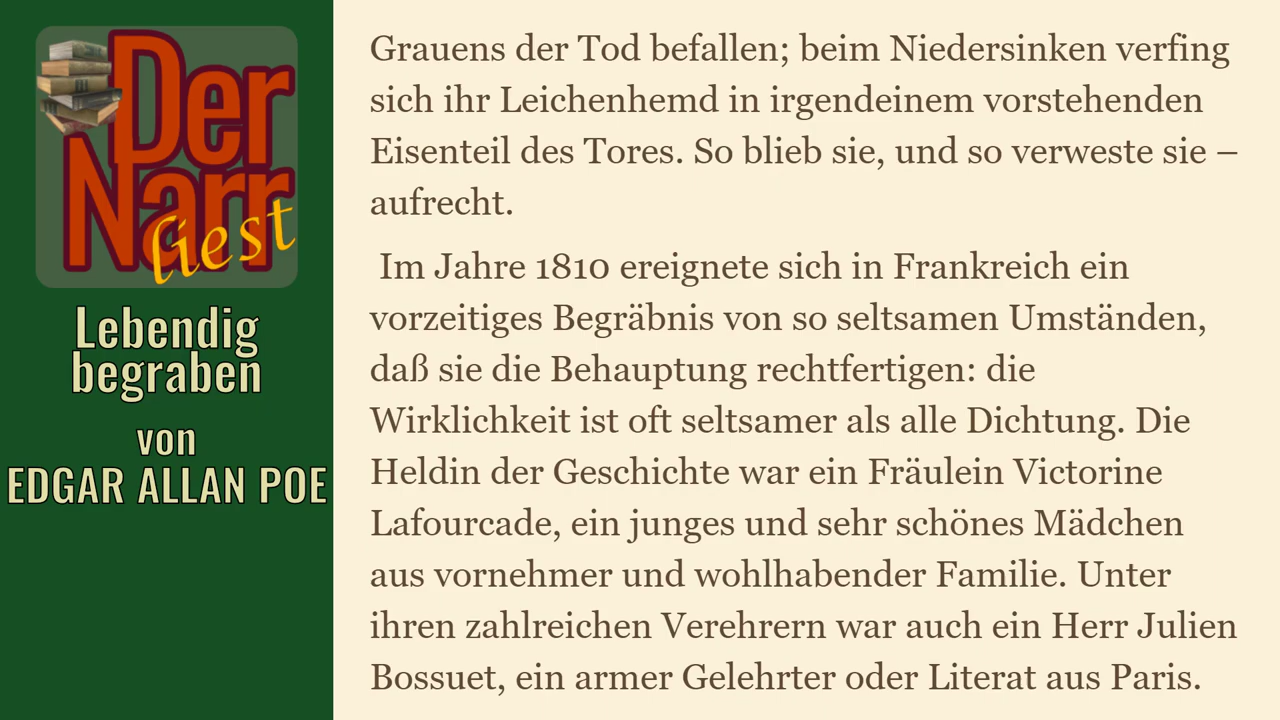 Der
Narr
liest
Lebendig
begraben
von
EDGAR ALLAN POE
Grauens der Tod befallen; beim Niedersinken verfing
sich ihr Leichenhemd in irgendeinem vorstehenden
Eisenteil des Tores. So blieb sie, und so verweste sie –
aufrecht.
Im Jahre 1810 ereignete sich in Frankreich ein
vorzeitiges Begräbnis von so seltsamen Umständen,
daß sie die Behauptung rechtfertigen: die
Wirklichkeit ist oft seltsamer als alle Dichtung. Die
Heldin der Geschichte war ein Fräulein Victorine
Lafourcade, ein junges und sehr schönes Mädchen
aus vornehmer und wohlhabender Familie. Unter
ihren zahlreichen Verehrern war auch ein Herr Julien
Bossuet, ein armer Gelehrter oder Literat aus Paris.